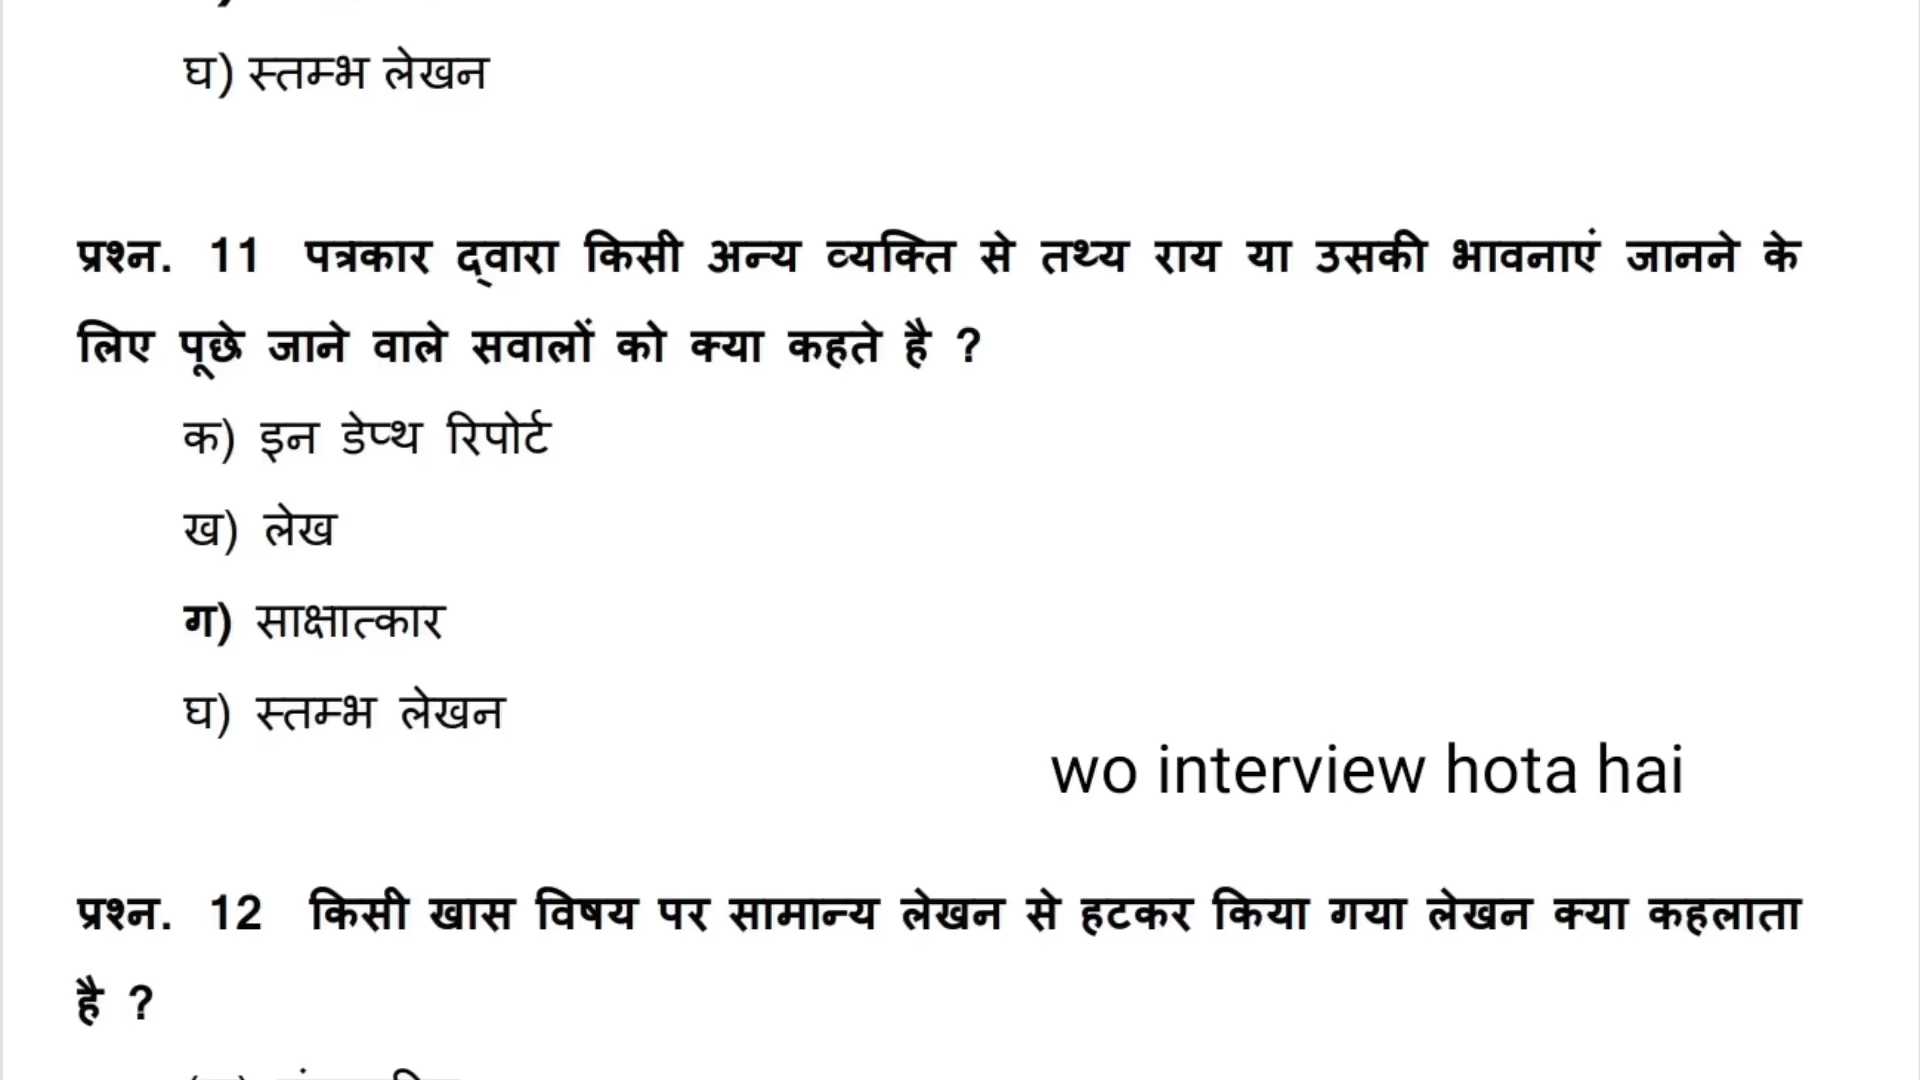 घ) स्तम्भ लेखन
प्रश्न. 11 पत्रकार द्वारा किसी अन्य व्यक्ति से तथ्य राय या उसकी भावनाएं जानने के
लिए पूछे जाने वाले सवालों को क्या कहते है ?
क) इन डेप्थ रिपोर्ट
ख) लेख
ग) साक्षात्कार
घ) स्तम्भ लेखन
wo interview hota hai
प्रश्न. 12 किसी खास विषय पर सामान्य लेखन से हटकर किया गया लेखन क्या कहलाता
है ?